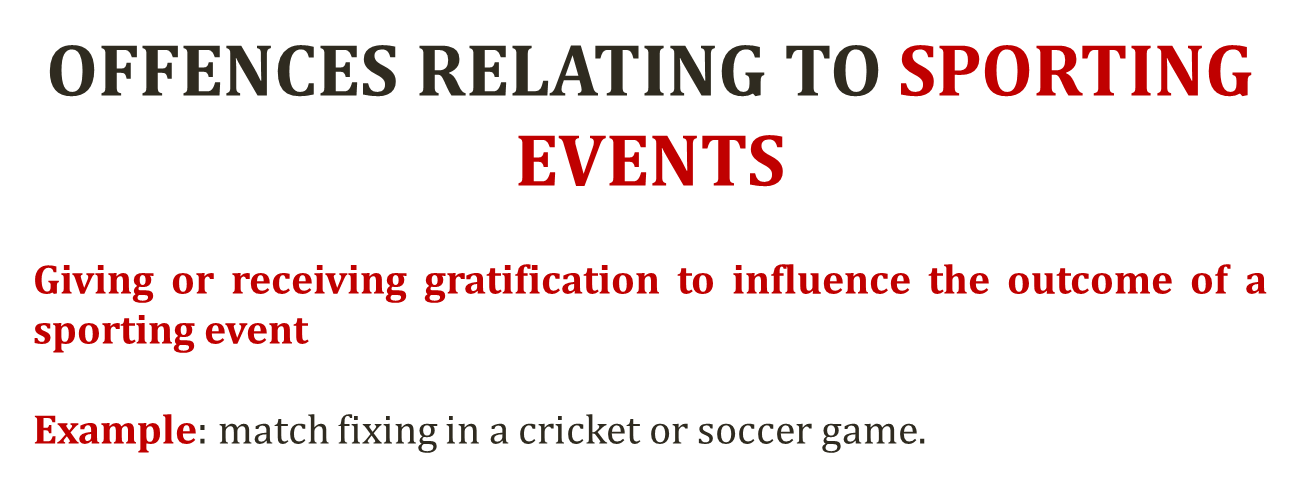 OFFENCES RELATING TO SPORTING
EVENTS
Giving or receiving gratification to influence the outcome of a
sporting event
Example: match fixing in a cricket or soccer game.